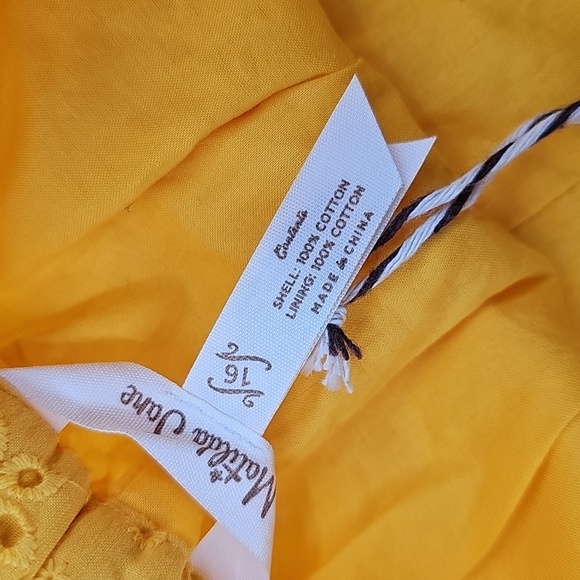 Matilda Jane
16
Contents
SHELL: 100% COTTON
LINING: 100% COTTON
MADE in CHINA